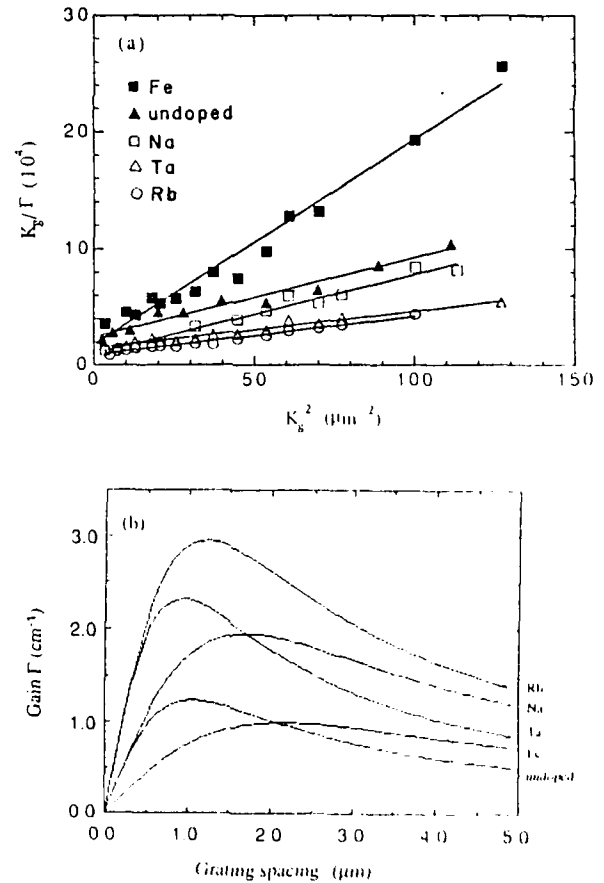 (a)
30
20
10
0
Fe
undoped
Na
Ta
Rb
K_g/Γ (10^4)
0 50 100 150
K_g^2 (μm^-2)
(b)
3.0
2.0
1.0
0.0
Gain Γ (cm^-1)
Rb
Na
Ta
Fe
undoped
0.0 1.0 2.0 3.0 4.0 5.0
Grating spacing (μm)